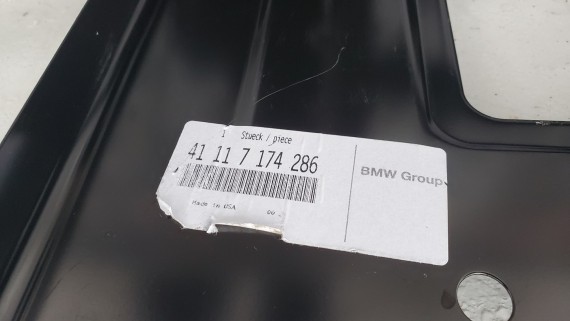 1 Stueck / piece
41 11 7 174 286
BMW Group
Made in USA